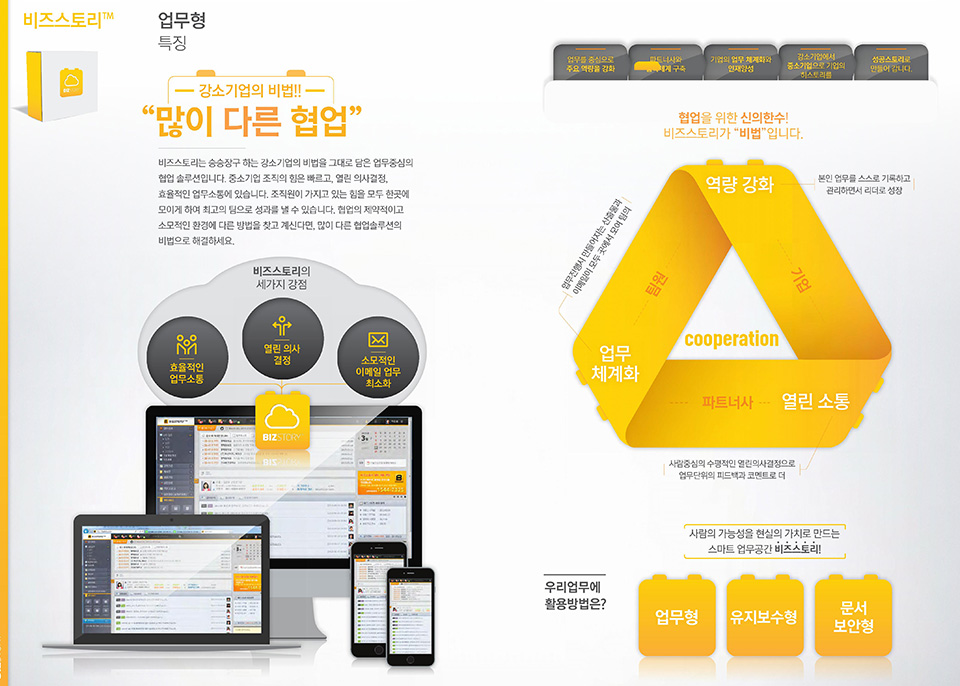 비즈스토리™
업무형
특징
BIZSTORY
강소기업의 비법!!
“많이 다른 협업”
비즈스토리는 승승장구 하는 강소기업의 비법을 그대로 담은 업무중심의
협업 솔루션입니다. 중소기업 조직의 힘은 빠르고, 열린 의사결정,
효율적인 업무소통에 있습니다. 조직원이 가지고 있는 힘을 모두 한곳에
모이게 하여 최고의 팀으로 성과를 낼 수 있습니다. 협업의 제약적이고
소모적인 환경에 다른 방법을 찾고 계신다면, 많이 다른 협업솔루션의
비법으로 해결하세요.
비즈스토리의
세가지 강점
효율적인
업무소통
열린 의사
결정
소모적인
이메일 업무
최소화
BIZSTORY
업무를 중심으로
주요 역량을 강화
파트너사와
구축
기업의 업무 체계화와
인재양성
강소기업에서
중소기업으로 기업의
히스토리를
성공스토리로
만들어 갑니다.
협업을 위한 신의한수!
비즈스토리가 “비법”입니다.
역량 강화
본인 업무를 스스로 기록하고
관리하면서 리더로 성장
업무진행시 만들어지는 산출물과
이메일이 모두 곳에서 모여 팀의
팀원
기업
cooperation
업무
체계화
파트너사
열린 소통
사람중심의 수평적인 열린의사결정으로
업무단위의 피드백과 코멘트로 더
사람의 가능성을 현실의 가치로 만드는
스마트 업무공간 비즈스토리!
우리업무에
활용방법은?
업무형
유지보수형
문서
보안형